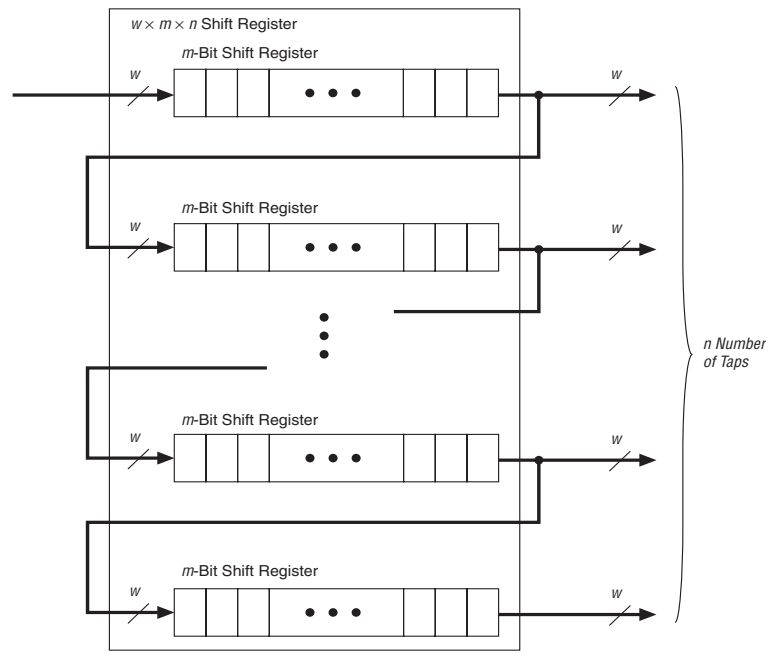 w × m × n Shift Register
m-Bit Shift Register
w
w
m-Bit Shift Register
w
w
n Number
of Taps
m-Bit Shift Register
w
w
m-Bit Shift Register
w
w